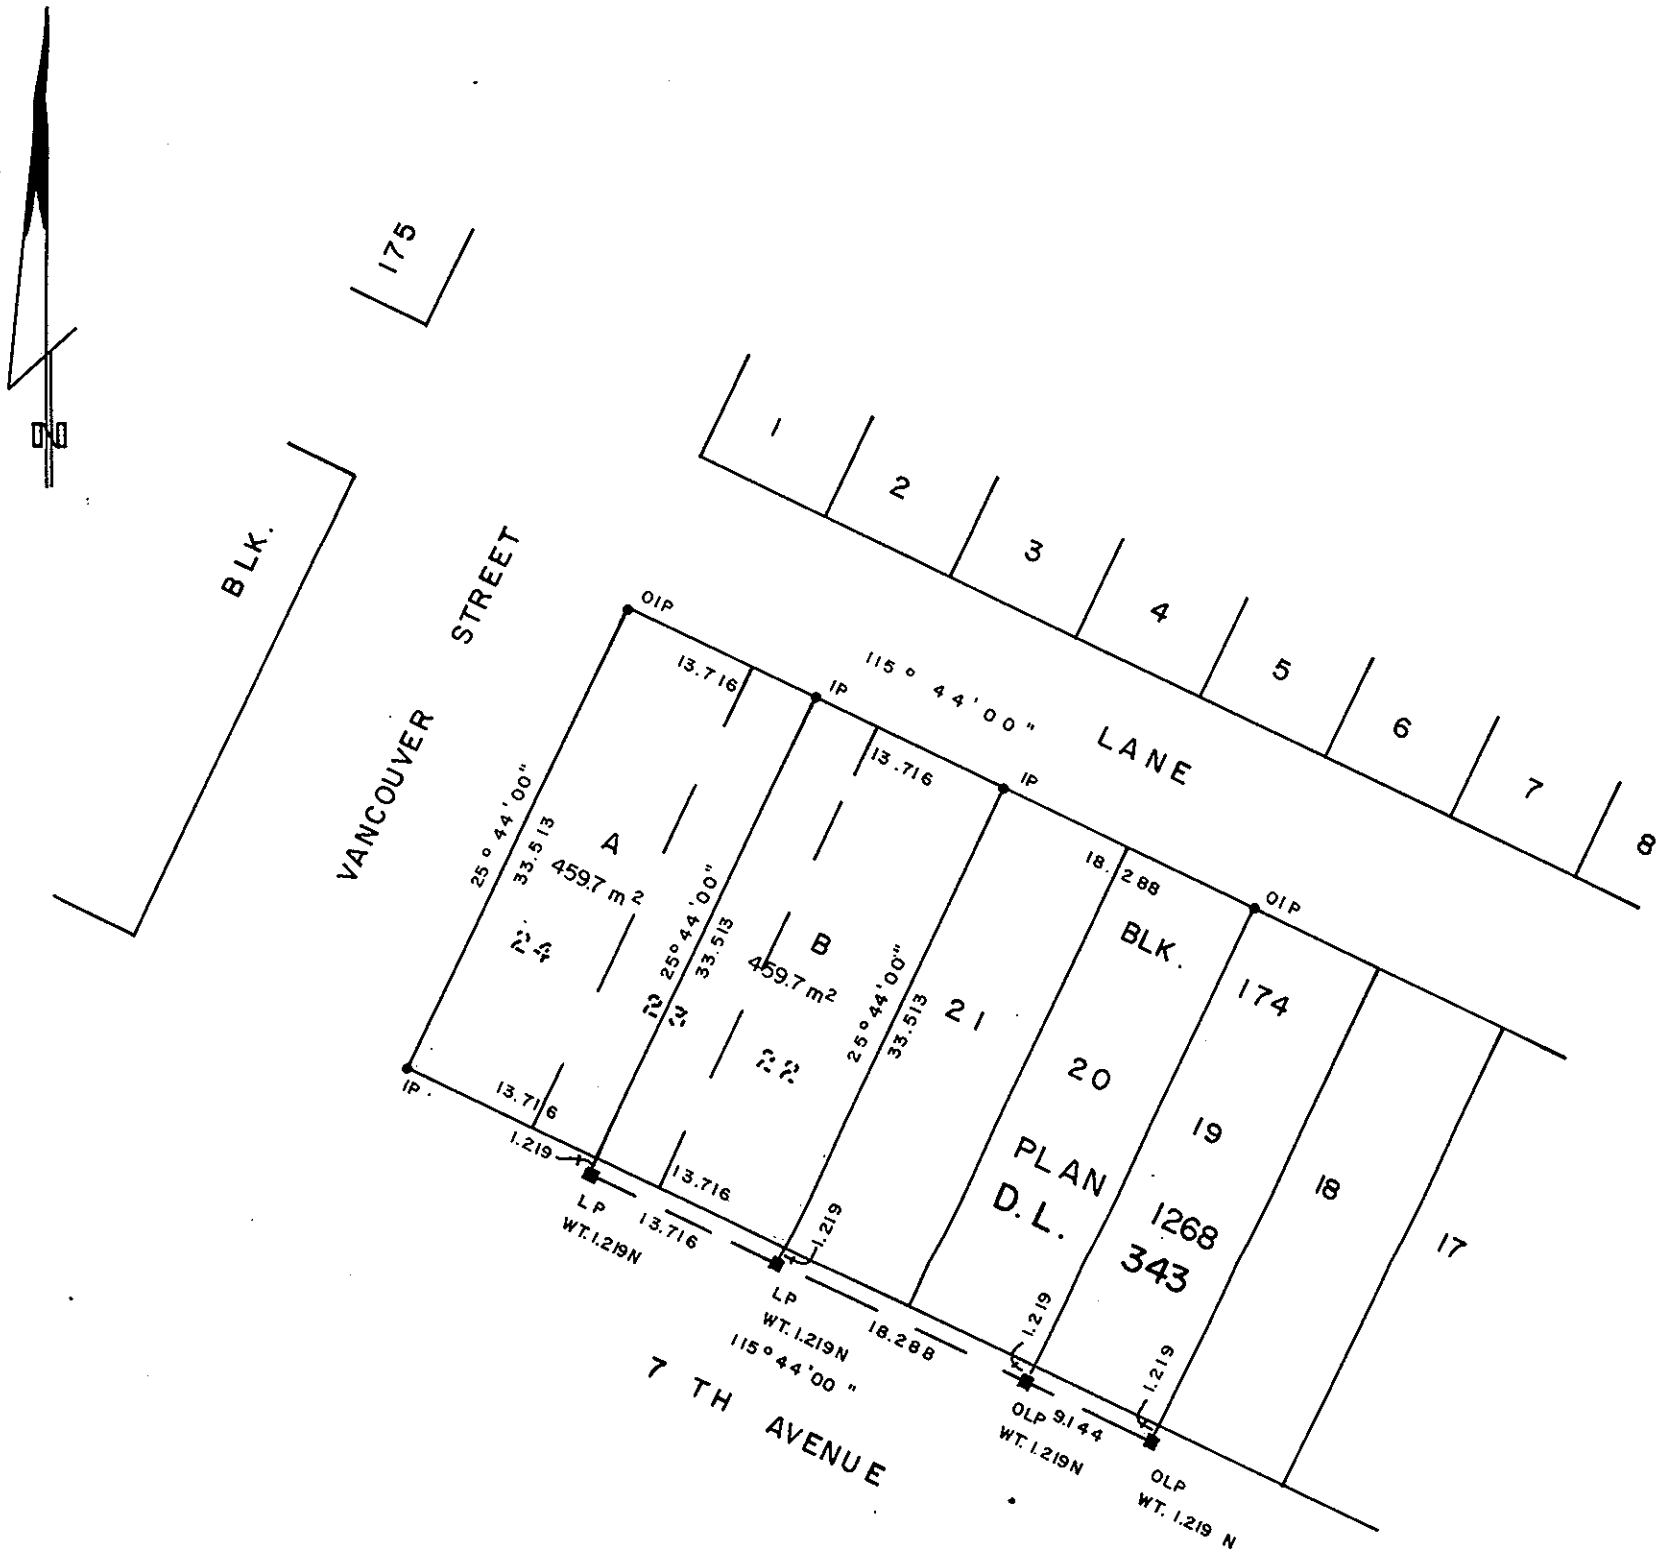 N
175
BLK.
VANCOUVER STREET
1
2
3
4
5
6
7
8
OIP
13.716
IP
115° 44' 00"
LANE
13.716
IP
18.288
OIP
25° 44' 00"
33.513
A
459.7 m²
24
25° 44' 00"
33.513
23
B
459.7 m²
22
25° 44' 00"
33.513
21
20
BLK. 174
19
18
17
PLAN 1268
D.L. 343
IP
13.716
1.219
LP
WT. 1.219N
13.716
13.716
1.219
LP
WT. 1.219N
18.288
115° 44' 00"
7 TH AVENUE
1.219
OLP
WT. 1.219N
9.144
1.219
OLP
WT. 1.219 N